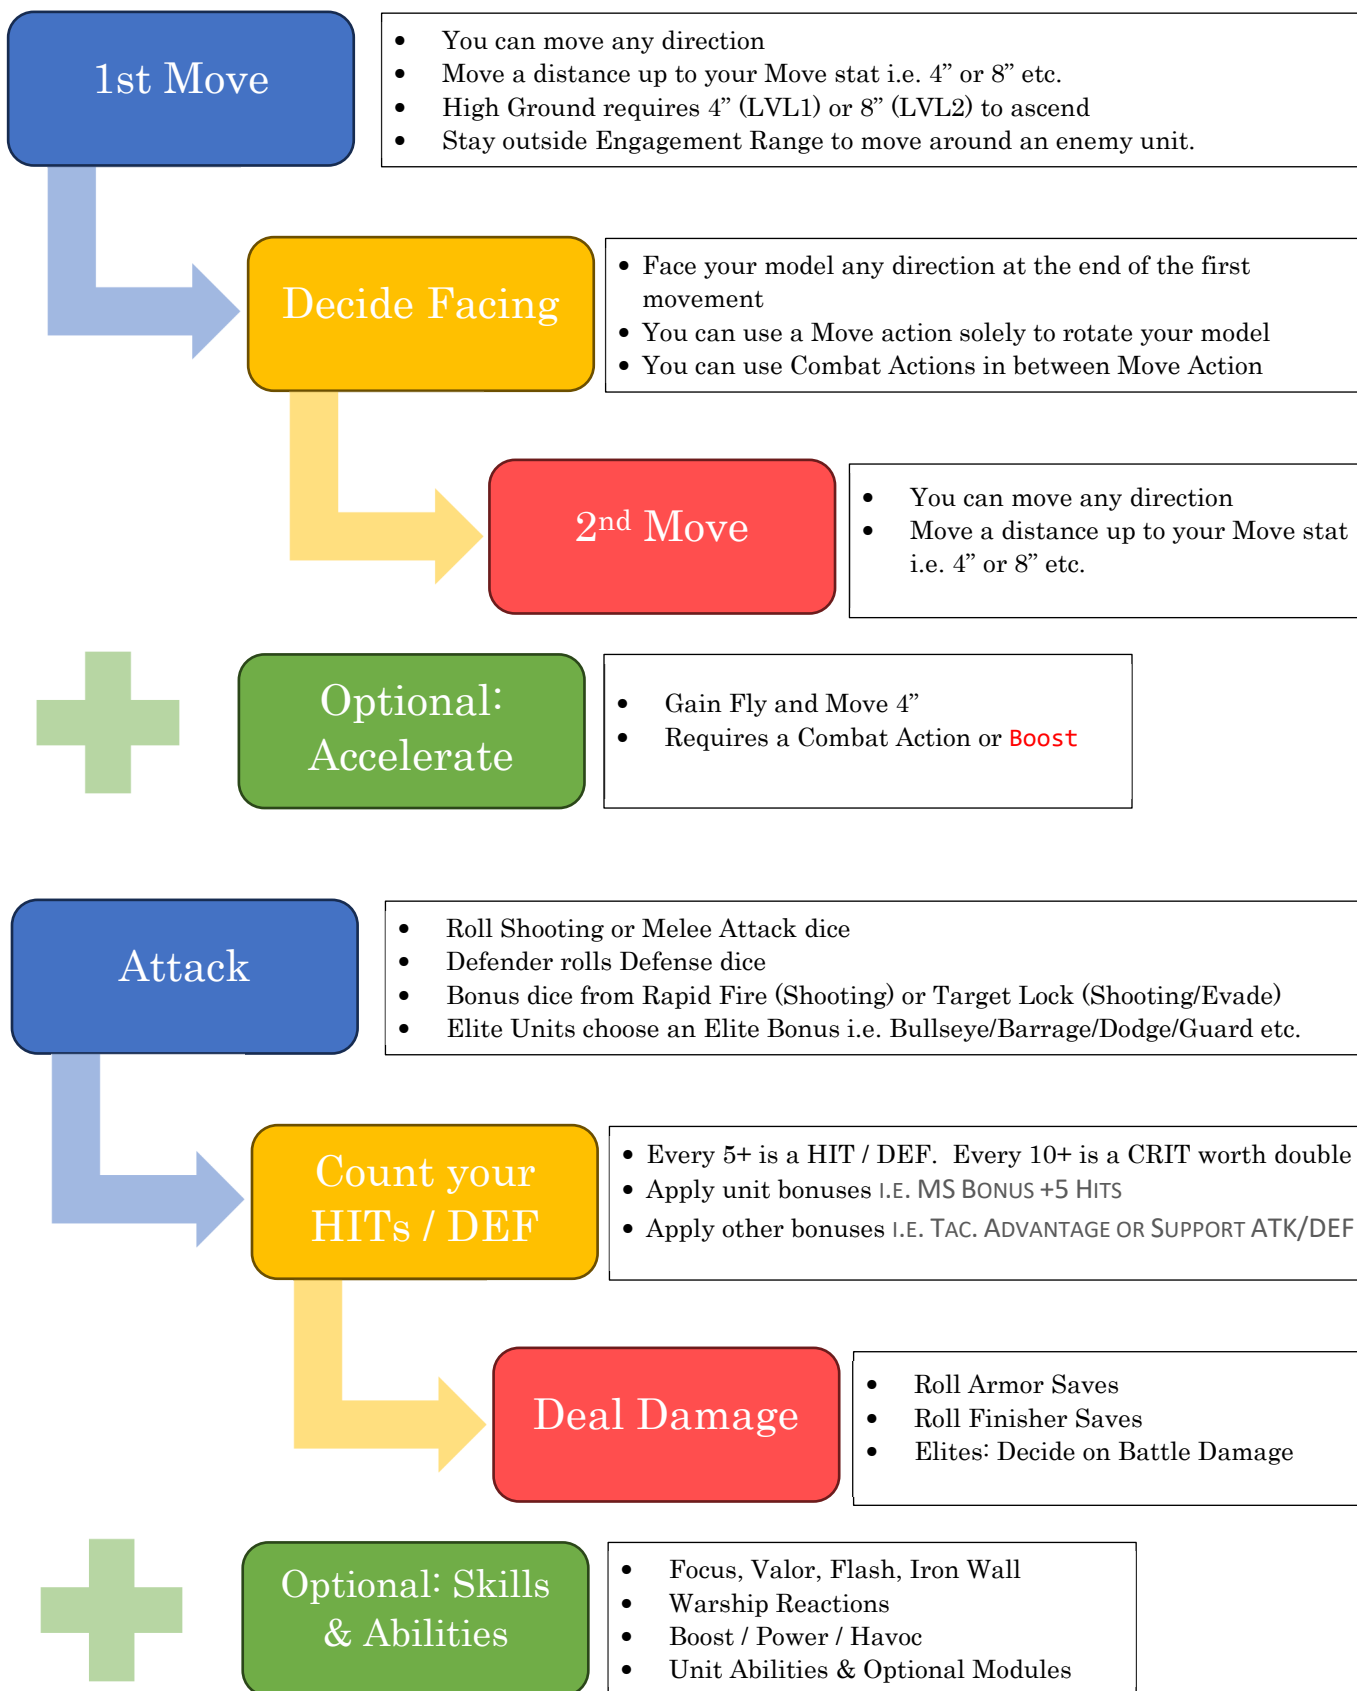 1st Move
• You can move any direction
• Move a distance up to your Move stat i.e. 4” or 8” etc.
• High Ground requires 4” (LVL1) or 8” (LVL2) to ascend
• Stay outside Engagement Range to move around an enemy unit.
Decide Facing
• Face your model any direction at the end of the first
movement
• You can use a Move action solely to rotate your model
• You can use Combat Actions in between Move Action
2nd Move
• You can move any direction
• Move a distance up to your Move stat
i.e. 4” or 8” etc.
Optional:
Accelerate
• Gain Fly and Move 4”
• Requires a Combat Action or Boost
Attack
• Roll Shooting or Melee Attack dice
• Defender rolls Defense dice
• Bonus dice from Rapid Fire (Shooting) or Target Lock (Shooting/Evade)
• Elite Units choose an Elite Bonus i.e. Bullseye/Barrage/Dodge/Guard etc.
Count your
HITs / DEF
• Every 5+ is a HIT / DEF. Every 10+ is a CRIT worth double
• Apply unit bonuses I.E. MS BONUS +5 HITS
• Apply other bonuses I.E. TAC. ADVANTAGE OR SUPPORT ATK/DEF
Deal Damage
• Roll Armor Saves
• Roll Finisher Saves
• Elites: Decide on Battle Damage
Optional: Skills
& Abilities
• Focus, Valor, Flash, Iron Wall
• Warship Reactions
• Boost / Power / Havoc
• Unit Abilities & Optional Modules